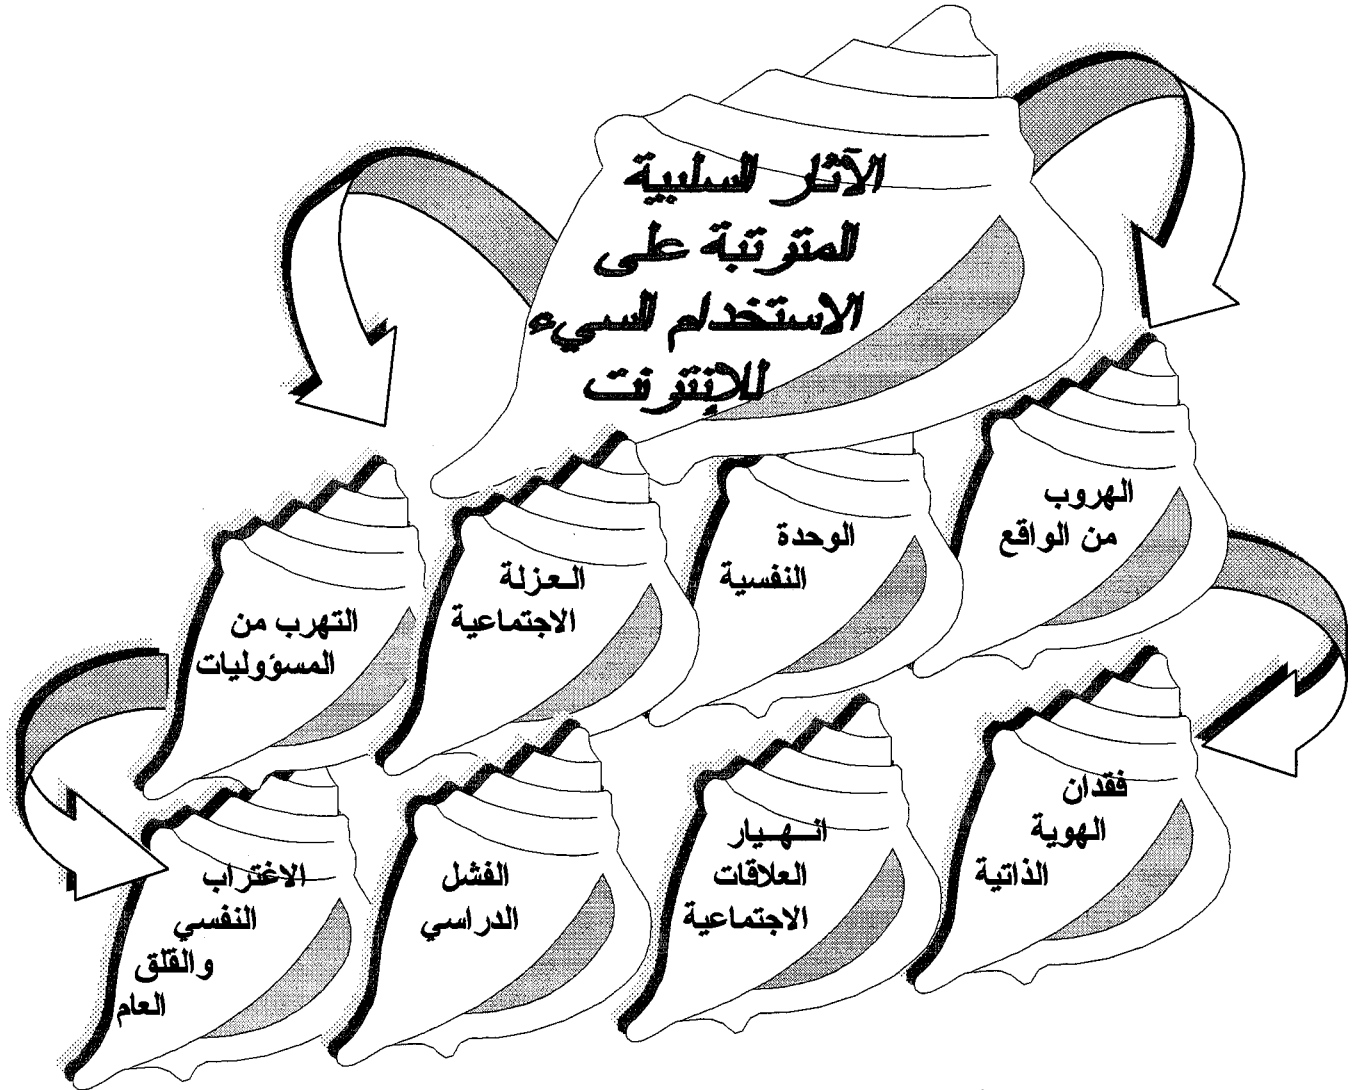 الآثار السلبية
المترتبة على
الاستخدام السيء
للإنترنت
الهروب
من الواقع
الوحدة
النفسية
العزلة
الاجتماعية
التهرب من
المسؤوليات
فقدان
الهوية
الذاتية
انهيار
العلاقات
الاجتماعية
الفشل
الدراسي
الاغتراب
النفسي
والقلق
العام